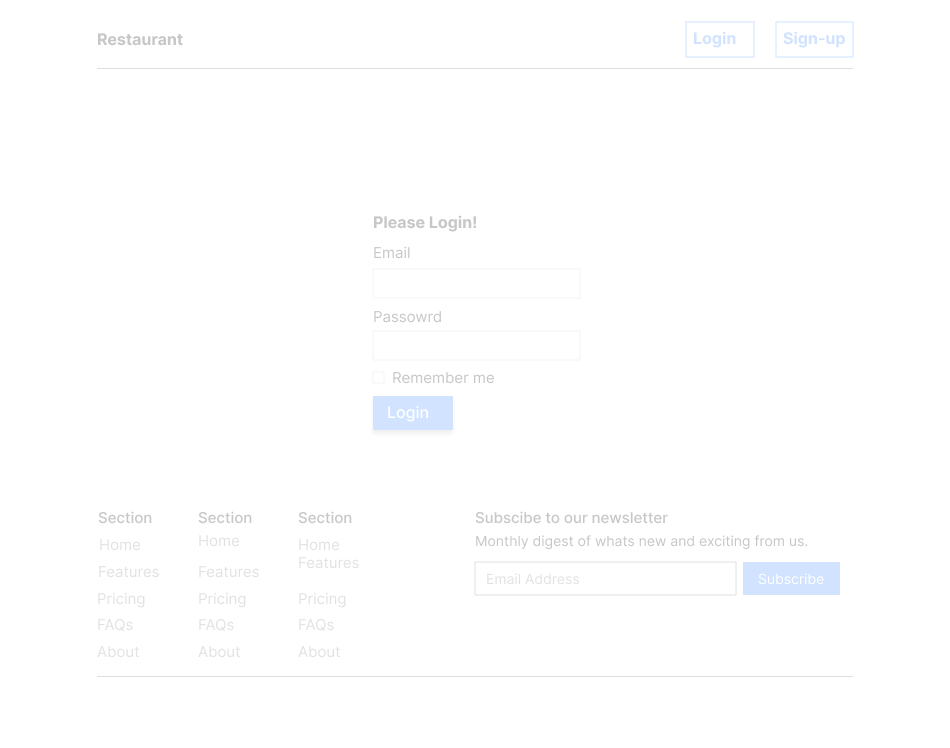 Restaurant
Login
Sign-up
Please Login!
Email
Passowrd
Remember me
Login
Section
Home
Features
Pricing
FAQs
About
Section
Home
Features
Pricing
FAQs
About
Section
Home
Features
Pricing
FAQs
About
Subscibe to our newsletter
Monthly digest of whats new and exciting from us.
Email Address
Subscribe